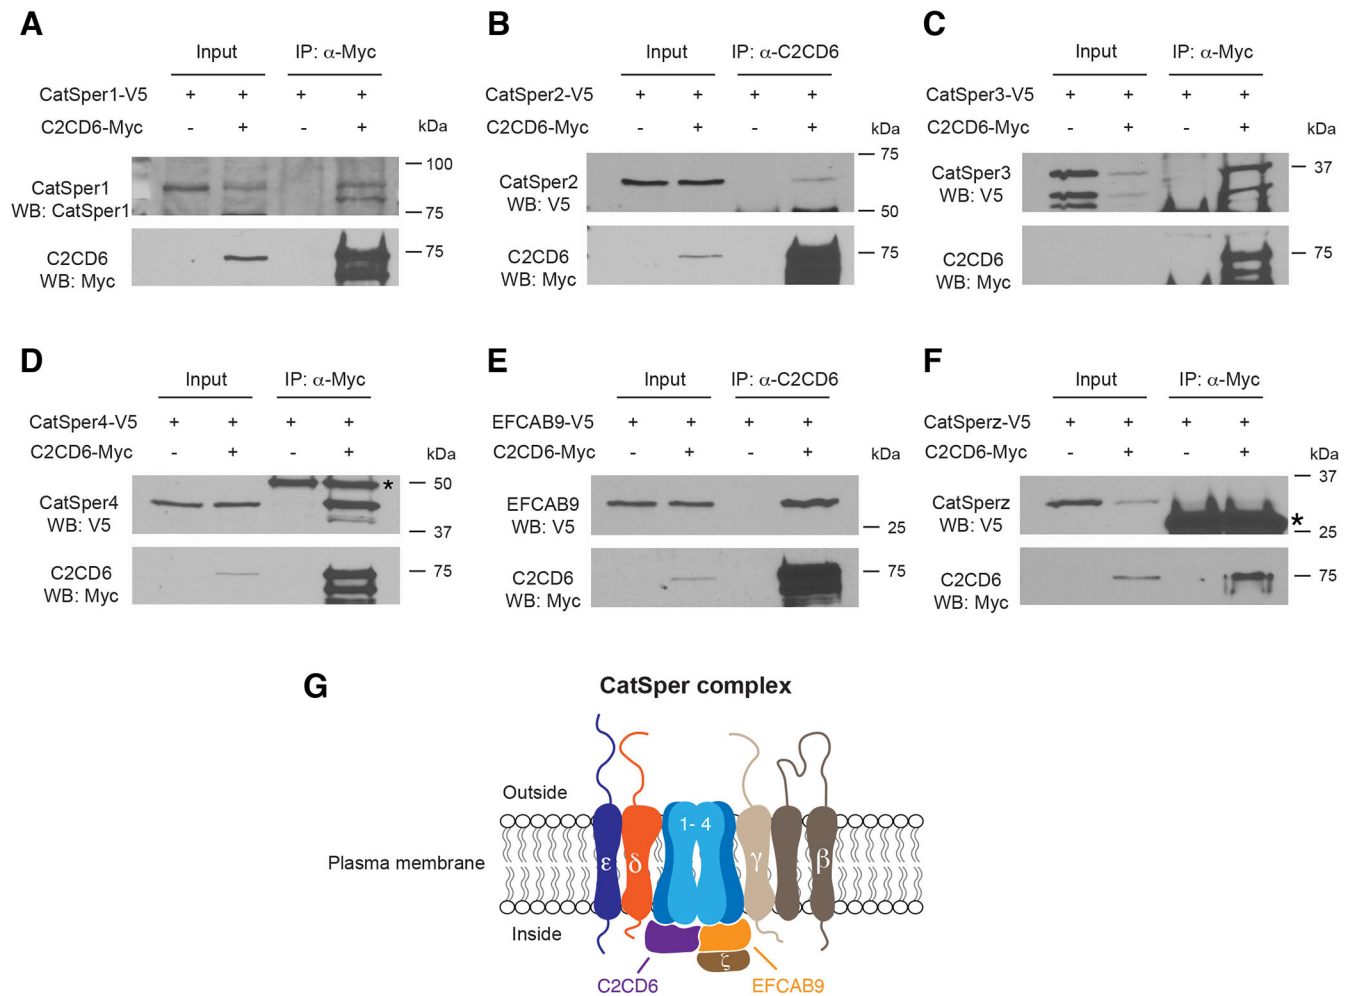 A
Input IP: α-Myc
CatSper1-V5 + + + +
C2CD6-Myc - + - + kDa
100
CatSper1
WB: CatSper1
75
C2CD6
WB: Myc
75
B
Input IP: α-C2CD6
CatSper2-V5 + + + +
C2CD6-Myc - + - + kDa
75
CatSper2
WB: V5
50
C2CD6
WB: Myc
75
C
Input IP: α-Myc
CatSper3-V5 + + + +
C2CD6-Myc - + - + kDa
37
CatSper3
WB: V5
C2CD6
WB: Myc
75
D
Input IP: α-Myc
CatSper4-V5 + + + +
C2CD6-Myc - + - + kDa
* 50
CatSper4
WB: V5
37
C2CD6
WB: Myc
75
E
Input IP: α-C2CD6
EFCAB9-V5 + + + +
C2CD6-Myc - + - + kDa
EFCAB9
WB: V5
25
C2CD6
WB: Myc
75
F
Input IP: α-Myc
CatSperz-V5 + + + +
C2CD6-Myc - + - + kDa
37
CatSperz
WB: V5
*
25
C2CD6
WB: Myc
75
G
CatSper complex
Outside
1- 4
Plasma membrane
ε δ γ β
Inside
ζ
C2CD6 EFCAB9